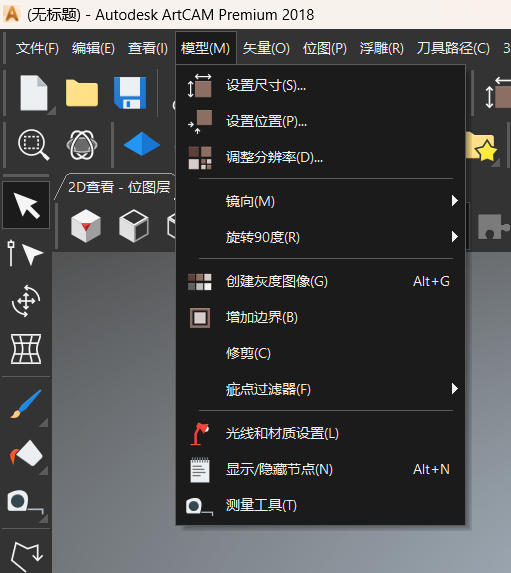 (无标题) - Autodesk ArtCAM Premium 2018
文件(F) 编辑(E) 查看(I) 模型(M) 矢量(O) 位图(P) 浮雕(R) 刀具路径(C) 3
设置尺寸(S)...
设置位置(P)...
调整分辨率(D)...
2D查看 - 位图层
镜向(M)
旋转90度(R)
创建灰度图像(G) Alt+G
增加边界(B)
修剪(C)
疵点过滤器(F)
光线和材质设置(L)
显示/隐藏节点(N) Alt+N
测量工具(T)